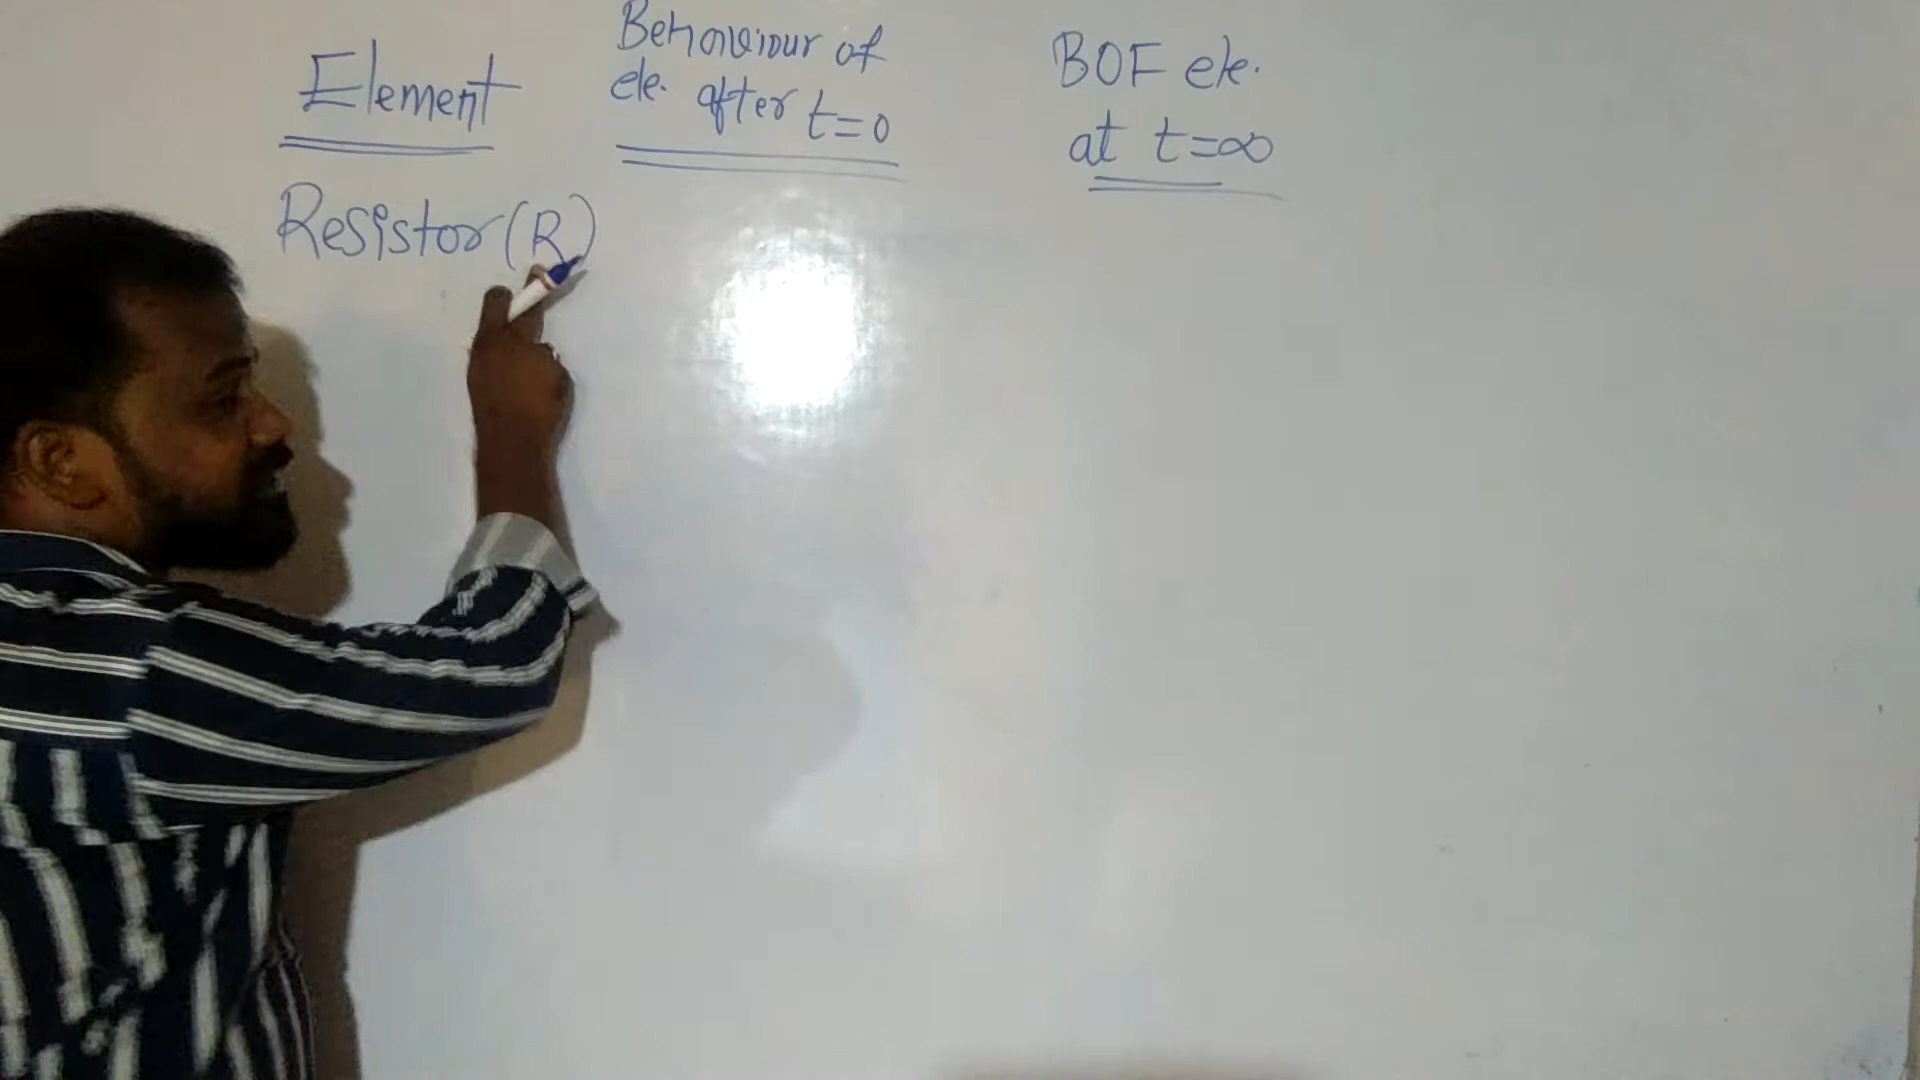 Element
Behaviour of
ele. after t=0
BOF ele.
at t=∞
Resistor (R)